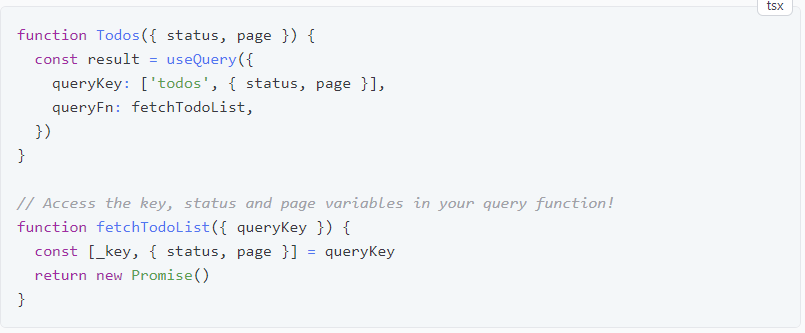 tsx
function Todos({ status, page }) {
  const result = useQuery({
    queryKey: ['todos', { status, page }],
    queryFn: fetchTodoList,
  })
}

// Access the key, status and page variables in your query function!
function fetchTodoList({ queryKey }) {
  const [_key, { status, page }] = queryKey
  return new Promise()
}